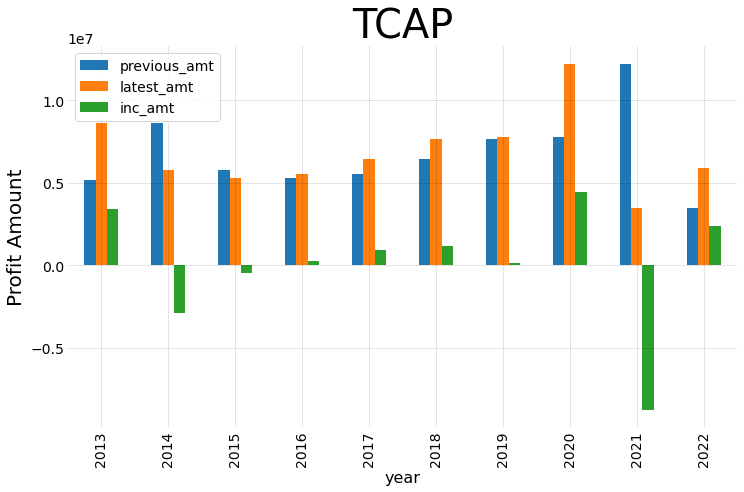 TCAP
1e7
previous_amt
latest_amt
inc_amt
1.0
0.5
0.0
−0.5
Profit Amount
2013
2014
2015
2016
2017
2018
2019
2020
2021
2022
year